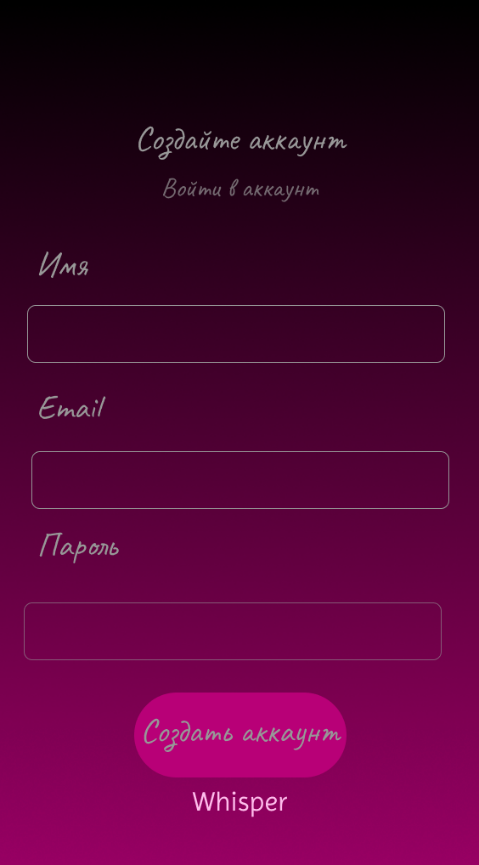 Создайте аккаунт
Войти в аккаунт
Имя
Email
Пароль
Создать аккаунт
Whisper